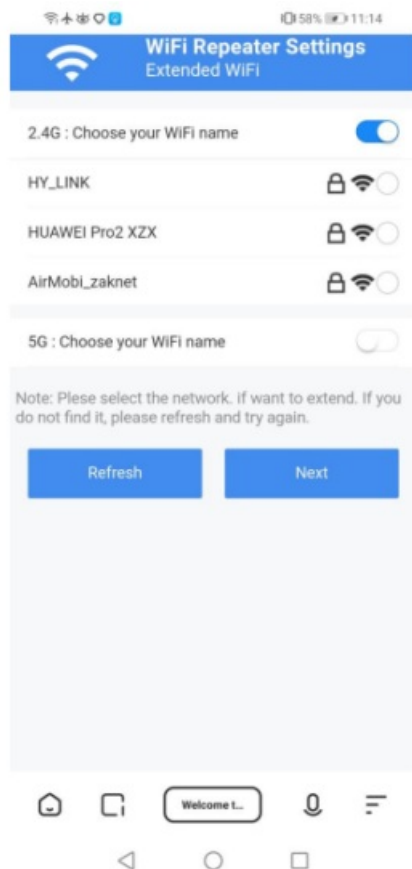 58% 11:14
WiFi Repeater Settings
Extended WiFi
2.4G : Choose your WiFi name
HY_LINK
HUAWEI Pro2 XZX
AirMobi_zaknet
5G : Choose your WiFi name
Note: Plese select the network. if want to extend. If you
do not find it, please refresh and try again.
Refresh Next
Welcome t...